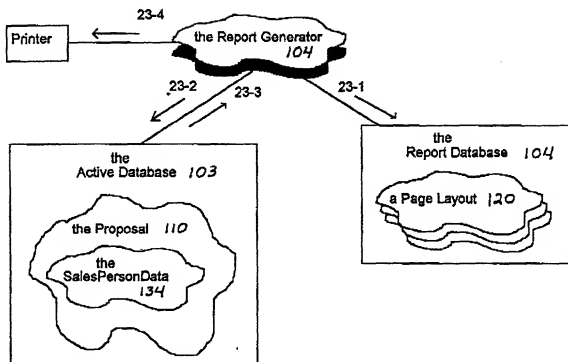 23-4
Printer
the Report Generator
104
23-2
23-3
23-1
the
Active Database 103
the Proposal 110
the
SalesPersonData
134
the
Report Database 104
a Page Layout 120